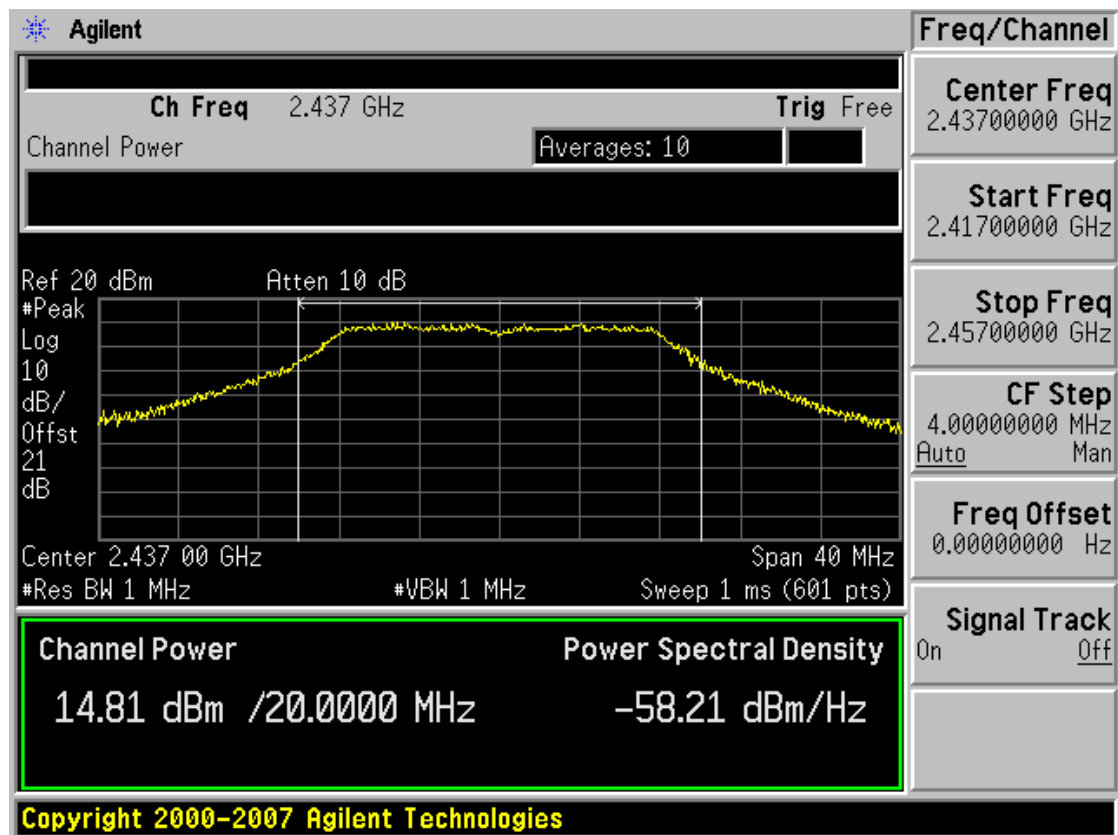 Agilent
Freq/Channel
Ch Freq 2.437 GHz Trig Free
Channel Power Averages: 10
Ref 20 dBm Atten 10 dB
#Peak
Log
10
dB/
Offst
21
dB
Center 2.437 00 GHz Span 40 MHz
#Res BW 1 MHz #VBW 1 MHz Sweep 1 ms (601 pts)
Channel Power Power Spectral Density
14.81 dBm /20.0000 MHz -58.21 dBm/Hz
Copyright 2000-2007 Agilent Technologies
Center Freq
2.43700000 GHz
Start Freq
2.41700000 GHz
Stop Freq
2.45700000 GHz
CF Step
4.00000000 MHz
Auto Man
Freq Offset
0.00000000 Hz
Signal Track
On Off